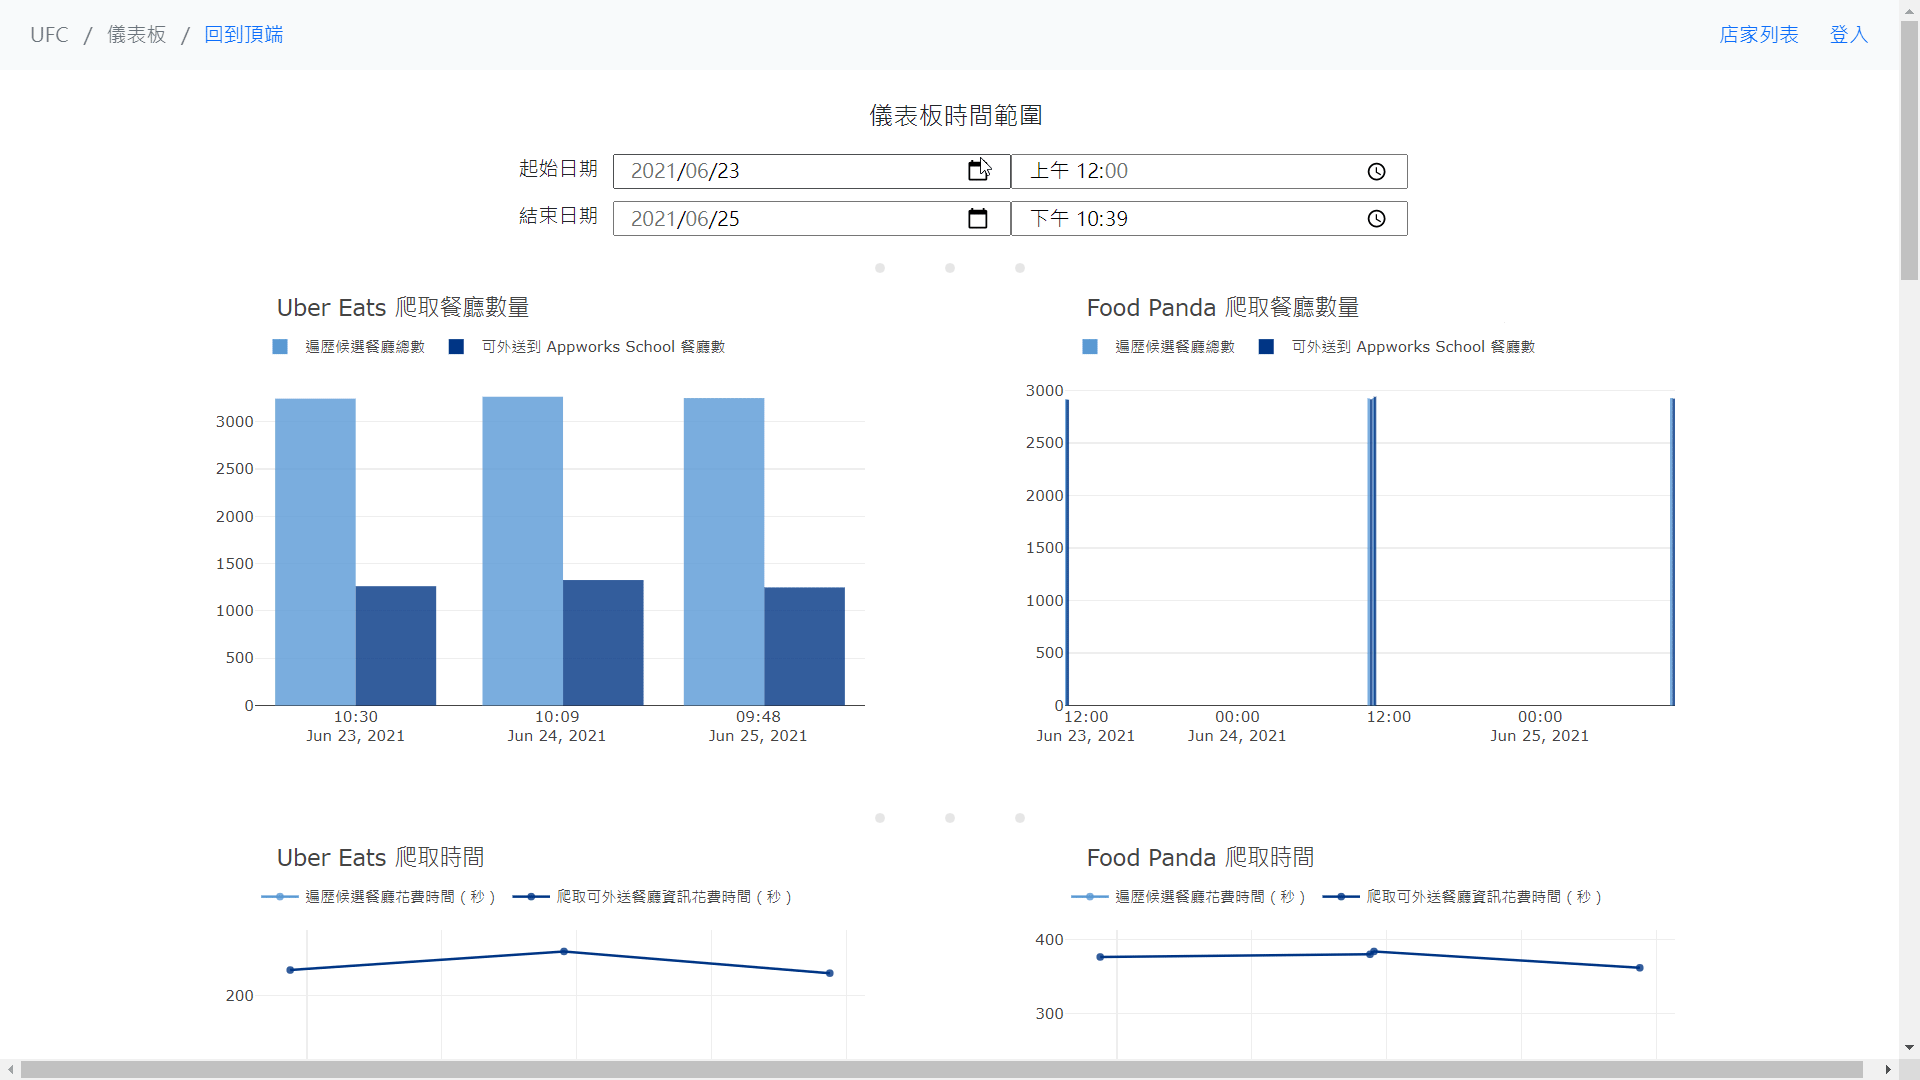 UFC / 儀表板 / 回到頂端
店家列表 登入
儀表板時間範圍
起始日期 2021/06/23 上午 12:00
結束日期 2021/06/25 下午 10:39
Uber Eats 爬取餐廳數量
遍歷候選餐廳總數 可外送到 Appworks School 餐廳數
3000
2500
2000
1500
1000
500
0
10:30 10:09 09:48
Jun 23, 2021 Jun 24, 2021 Jun 25, 2021
Food Panda 爬取餐廳數量
遍歷候選餐廳總數 可外送到 Appworks School 餐廳數
3000
2500
2000
1500
1000
500
0
12:00 00:00 12:00 00:00
Jun 23, 2021 Jun 24, 2021 Jun 25, 2021
Uber Eats 爬取時間
遍歷候選餐廳花費時間 ( 秒 ) 爬取可外送餐廳資訊花費時間 ( 秒 )
200
Food Panda 爬取時間
遍歷候選餐廳花費時間 ( 秒 ) 爬取可外送餐廳資訊花費時間 ( 秒 )
400
300